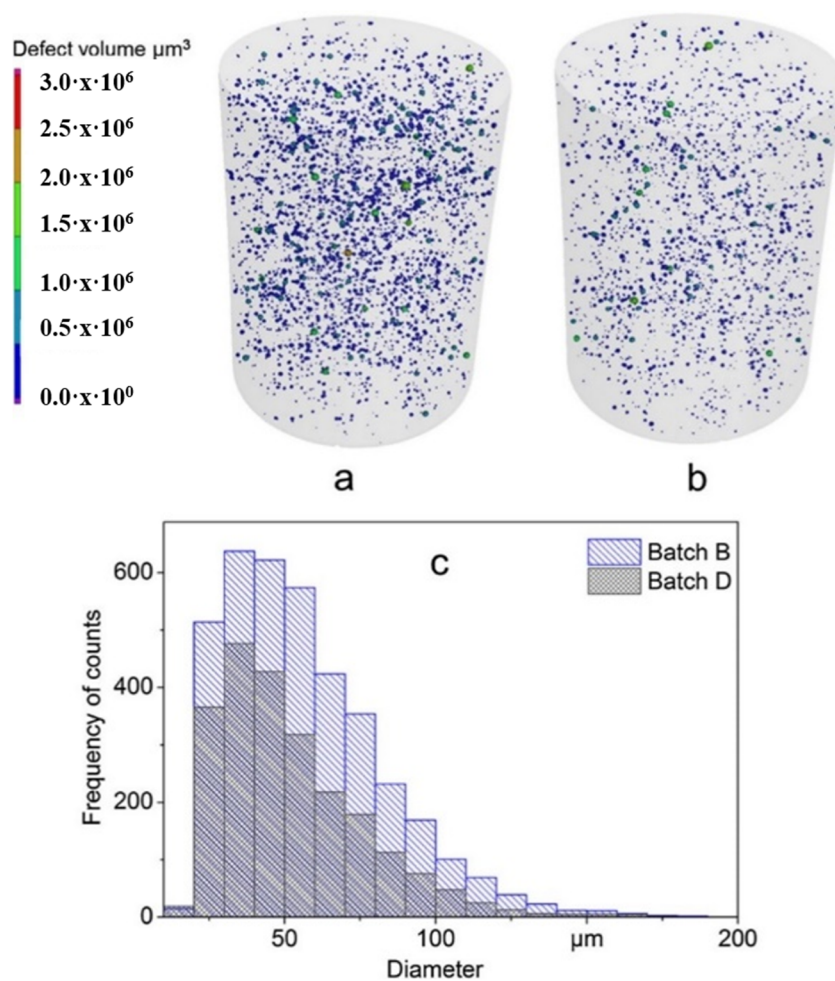 Defect volume µm³
3.0·x·10⁶
2.5·x·10⁶
2.0·x·10⁶
1.5·x·10⁶
1.0·x·10⁶
0.5·x·10⁶
0.0·x·10⁰
a
b
c
Batch B
Batch D
Frequency of counts
600
400
200
0
50
100
µm
200
Diameter